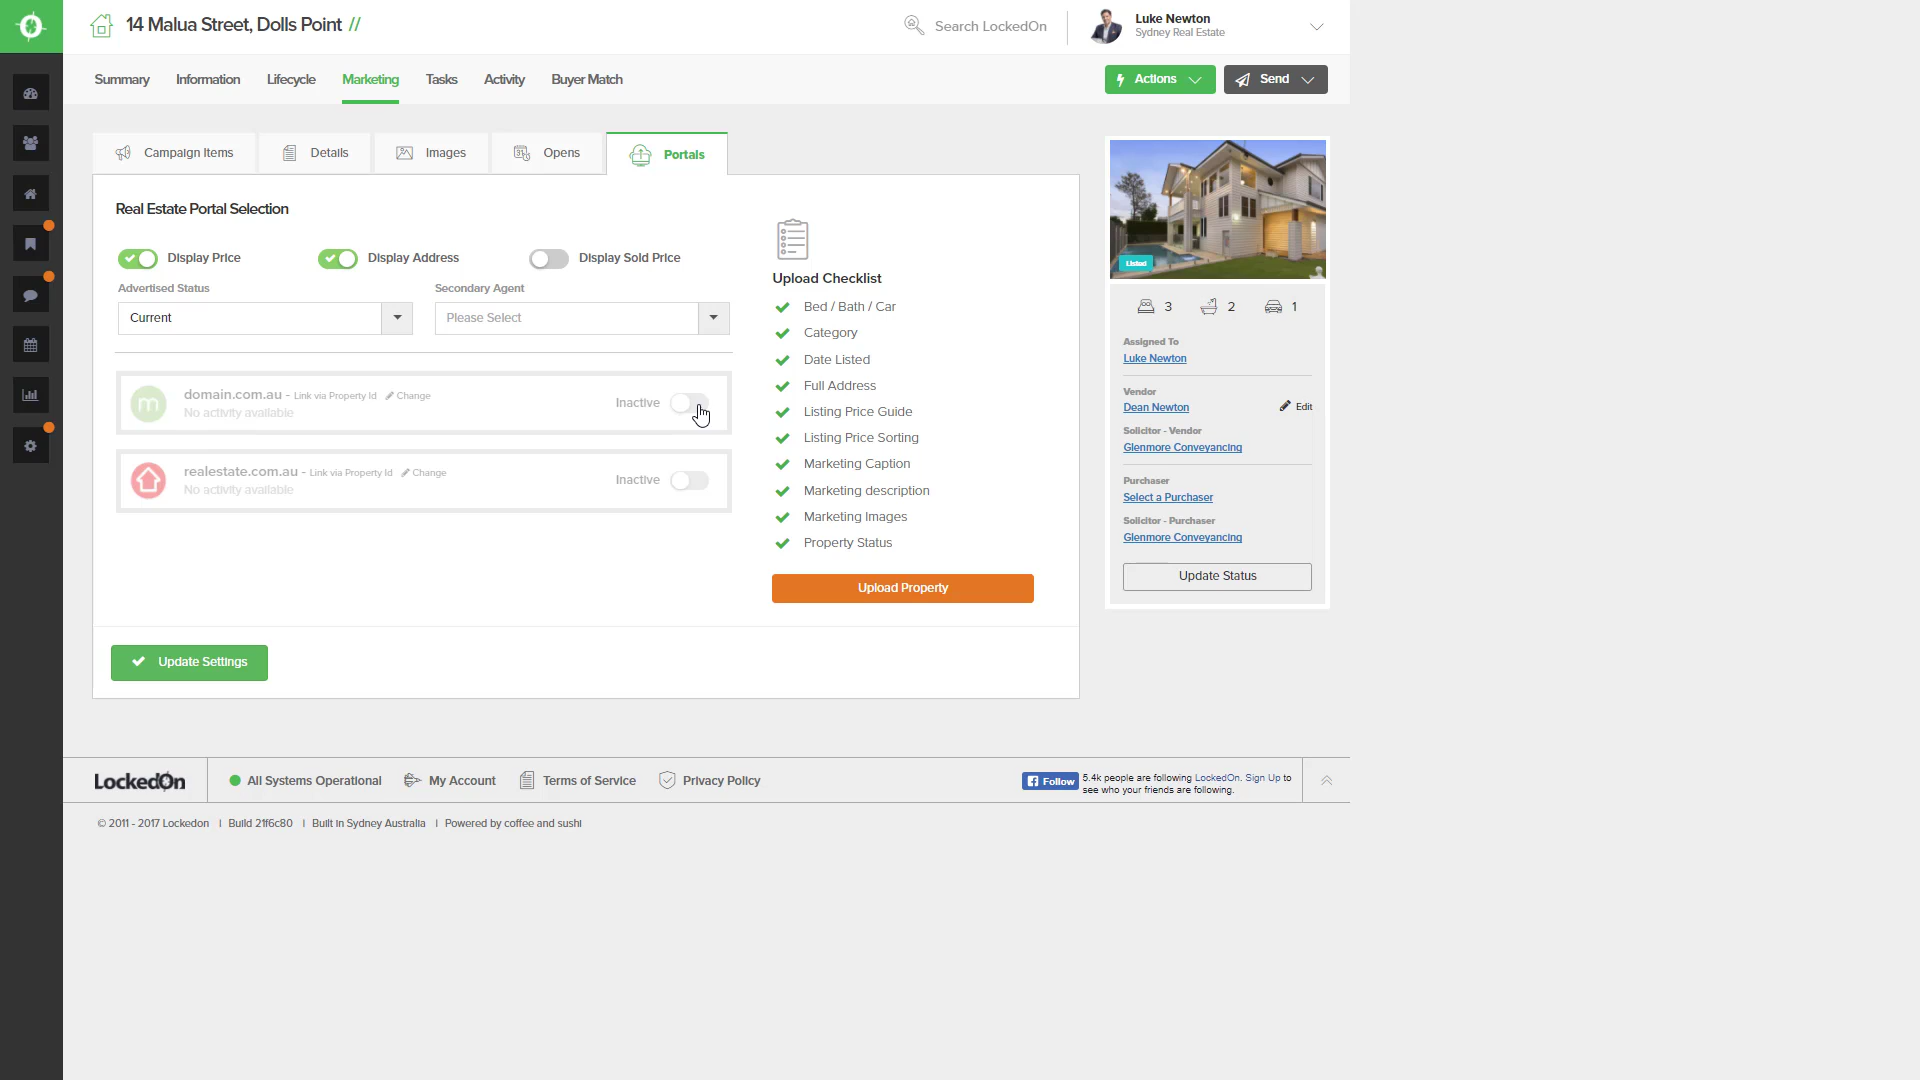 14 Malua Street, Dolls Point //
Search LockedOn
Luke Newton
Sydney Real Estate
Summary
Information
Lifecycle
Marketing
Tasks
Activity
Buyer Match
Actions
Send
Campaign Items
Details
Images
Opens
Portals
Real Estate Portal Selection
Display Price
Display Address
Display Sold Price
Advertised Status
Secondary Agent
Current
Please Select
domain.com.au - Link via Property Id Change
No activity available
Inactive
realestate.com.au - Link via Property Id Change
No activity available
Inactive
Upload Checklist
Bed / Bath / Car
Category
Date Listed
Full Address
Listing Price Guide
Listing Price Sorting
Marketing Caption
Marketing description
Marketing Images
Property Status
Upload Property
Update Settings
Listed
3
2
1
Assigned To
Luke Newton
Vendor
Dean Newton
Edit
Solicitor - Vendor
Glenmore Conveyancing
Purchaser
Select a Purchaser
Solicitor - Purchaser
Glenmore Conveyancing
Update Status
LockedOn
All Systems Operational
My Account
Terms of Service
Privacy Policy
Follow
5.4k people are following LockedOn. Sign Up to
see who your friends are following.
© 2011 - 2017 Lockedon | Build 21f6c80 | Built in Sydney Australia | Powered by coffee and sushi